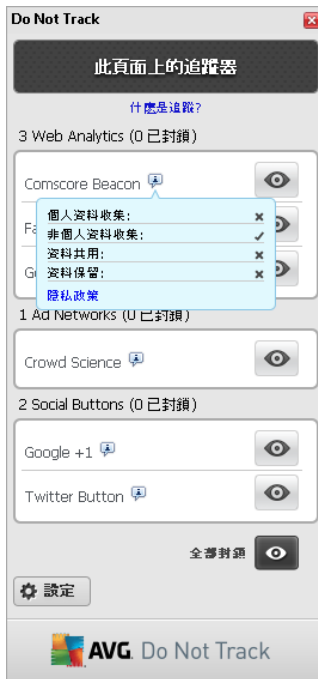 Do Not Track
此頁面上的追蹤器
什麼是追蹤?
3 Web Analytics (0 已封鎖)
Comscore Beacon
個人資料收集:
非個人資料收集:
資料共用:
資料保留:
隱私政策
1 Ad Networks (0 已封鎖)
Crowd Science
2 Social Buttons (0 已封鎖)
Google +1
Twitter Button
全部封鎖
設定
AVG. Do Not Track